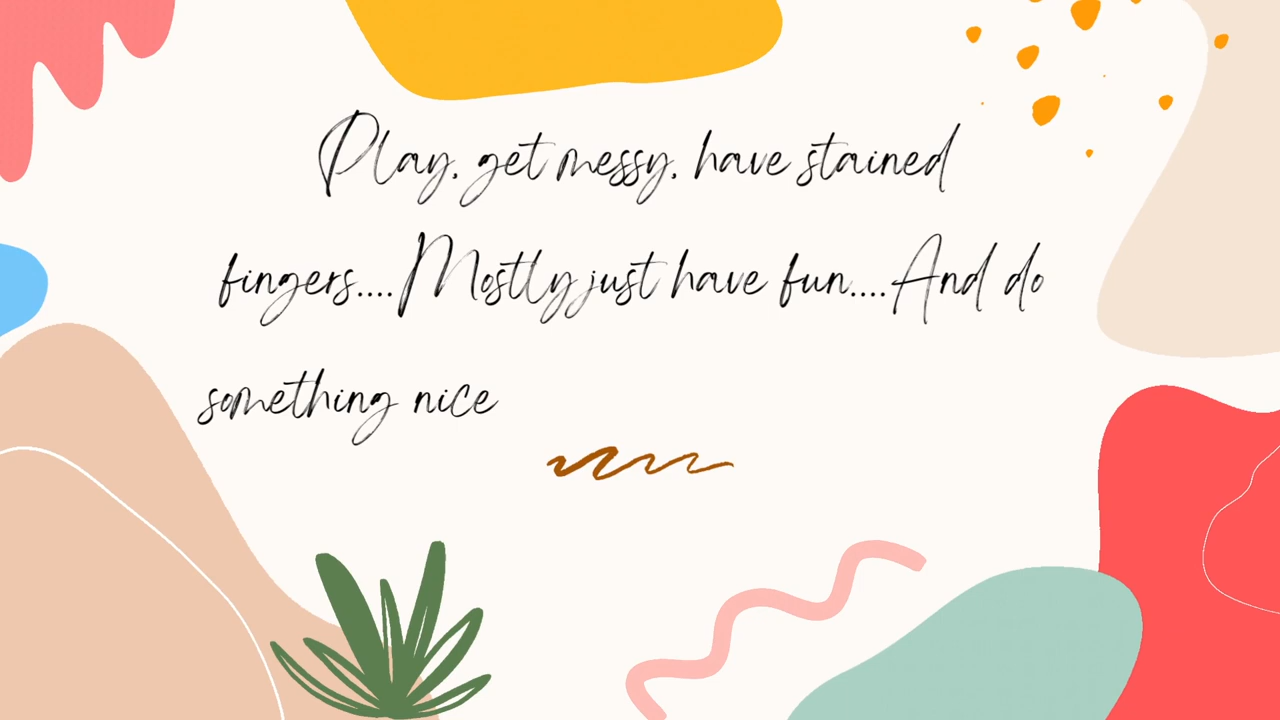 Play, get messy, have stained
fingers....Mostly just have fun....And do
something nice